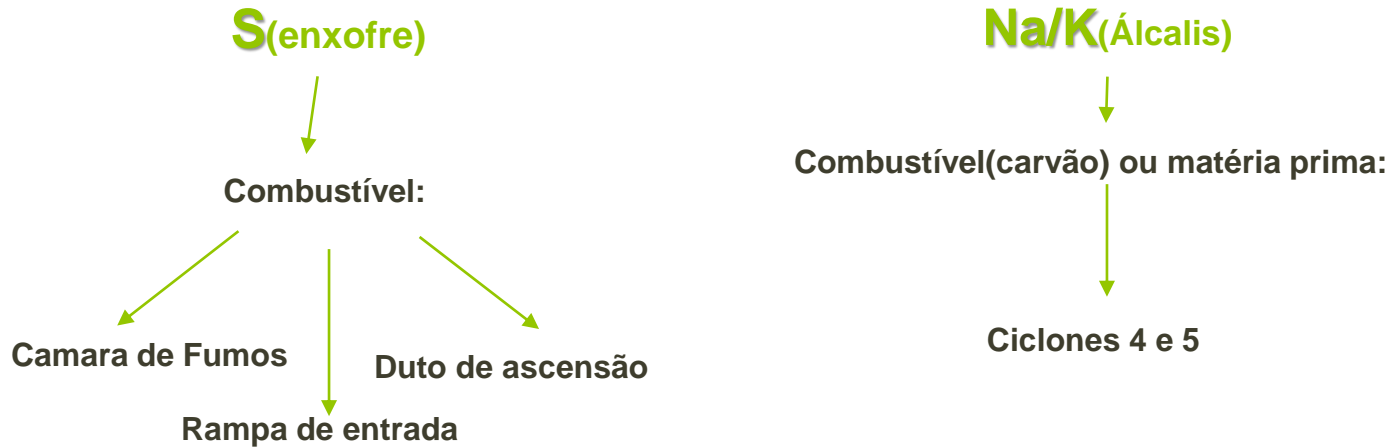 S(enxofre)
Combustível:
Camara de Fumos
Duto de ascensão
Rampa de entrada
Na/K(Álcalis)
Combustível(carvão) ou matéria prima:
Ciclones 4 e 5